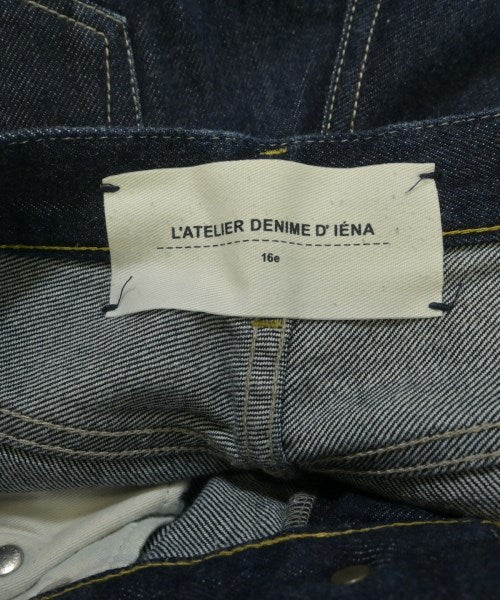 L'ATELIER DENIME D' IÉNA
16e